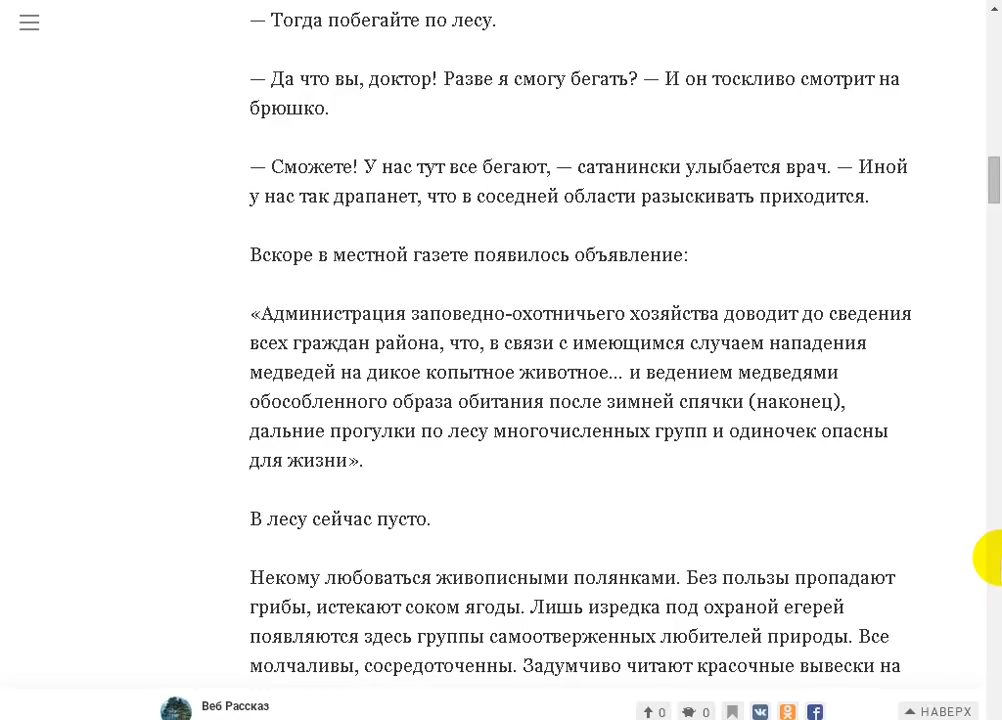 — Тогда побегайте по лесу.
— Да что вы, доктор! Разве я смогу бегать? — И он тоскливо смотрит на
брюшко.
— Сможете! У нас тут все бегают, — сатанински улыбается врач. — Иной
у нас так драпанет, что в соседней области разыскивать приходится.
Вскоре в местной газете появилось объявление:
«Администрация заповедно-охотничьего хозяйства доводит до сведения
всех граждан района, что, в связи с имеющимся случаем нападения
медведей на дикое копытное животное... и ведением медведями
обособленного образа обитания после зимней спячки (наконец),
дальние прогулки по лесу многочисленных групп и одиночек опасны
для жизни».
В лесу сейчас пусто.
Некому любоваться живописными полянками. Без пользы пропадают
грибы, истекают соком ягоды. Лишь изредка под охраной егерей
появляются здесь группы самоотверженных любителей природы. Все
молчаливы, сосредоточенны. Задумчиво читают красочные вывески на
Веб Рассказ
0
0
НАВЕРХ